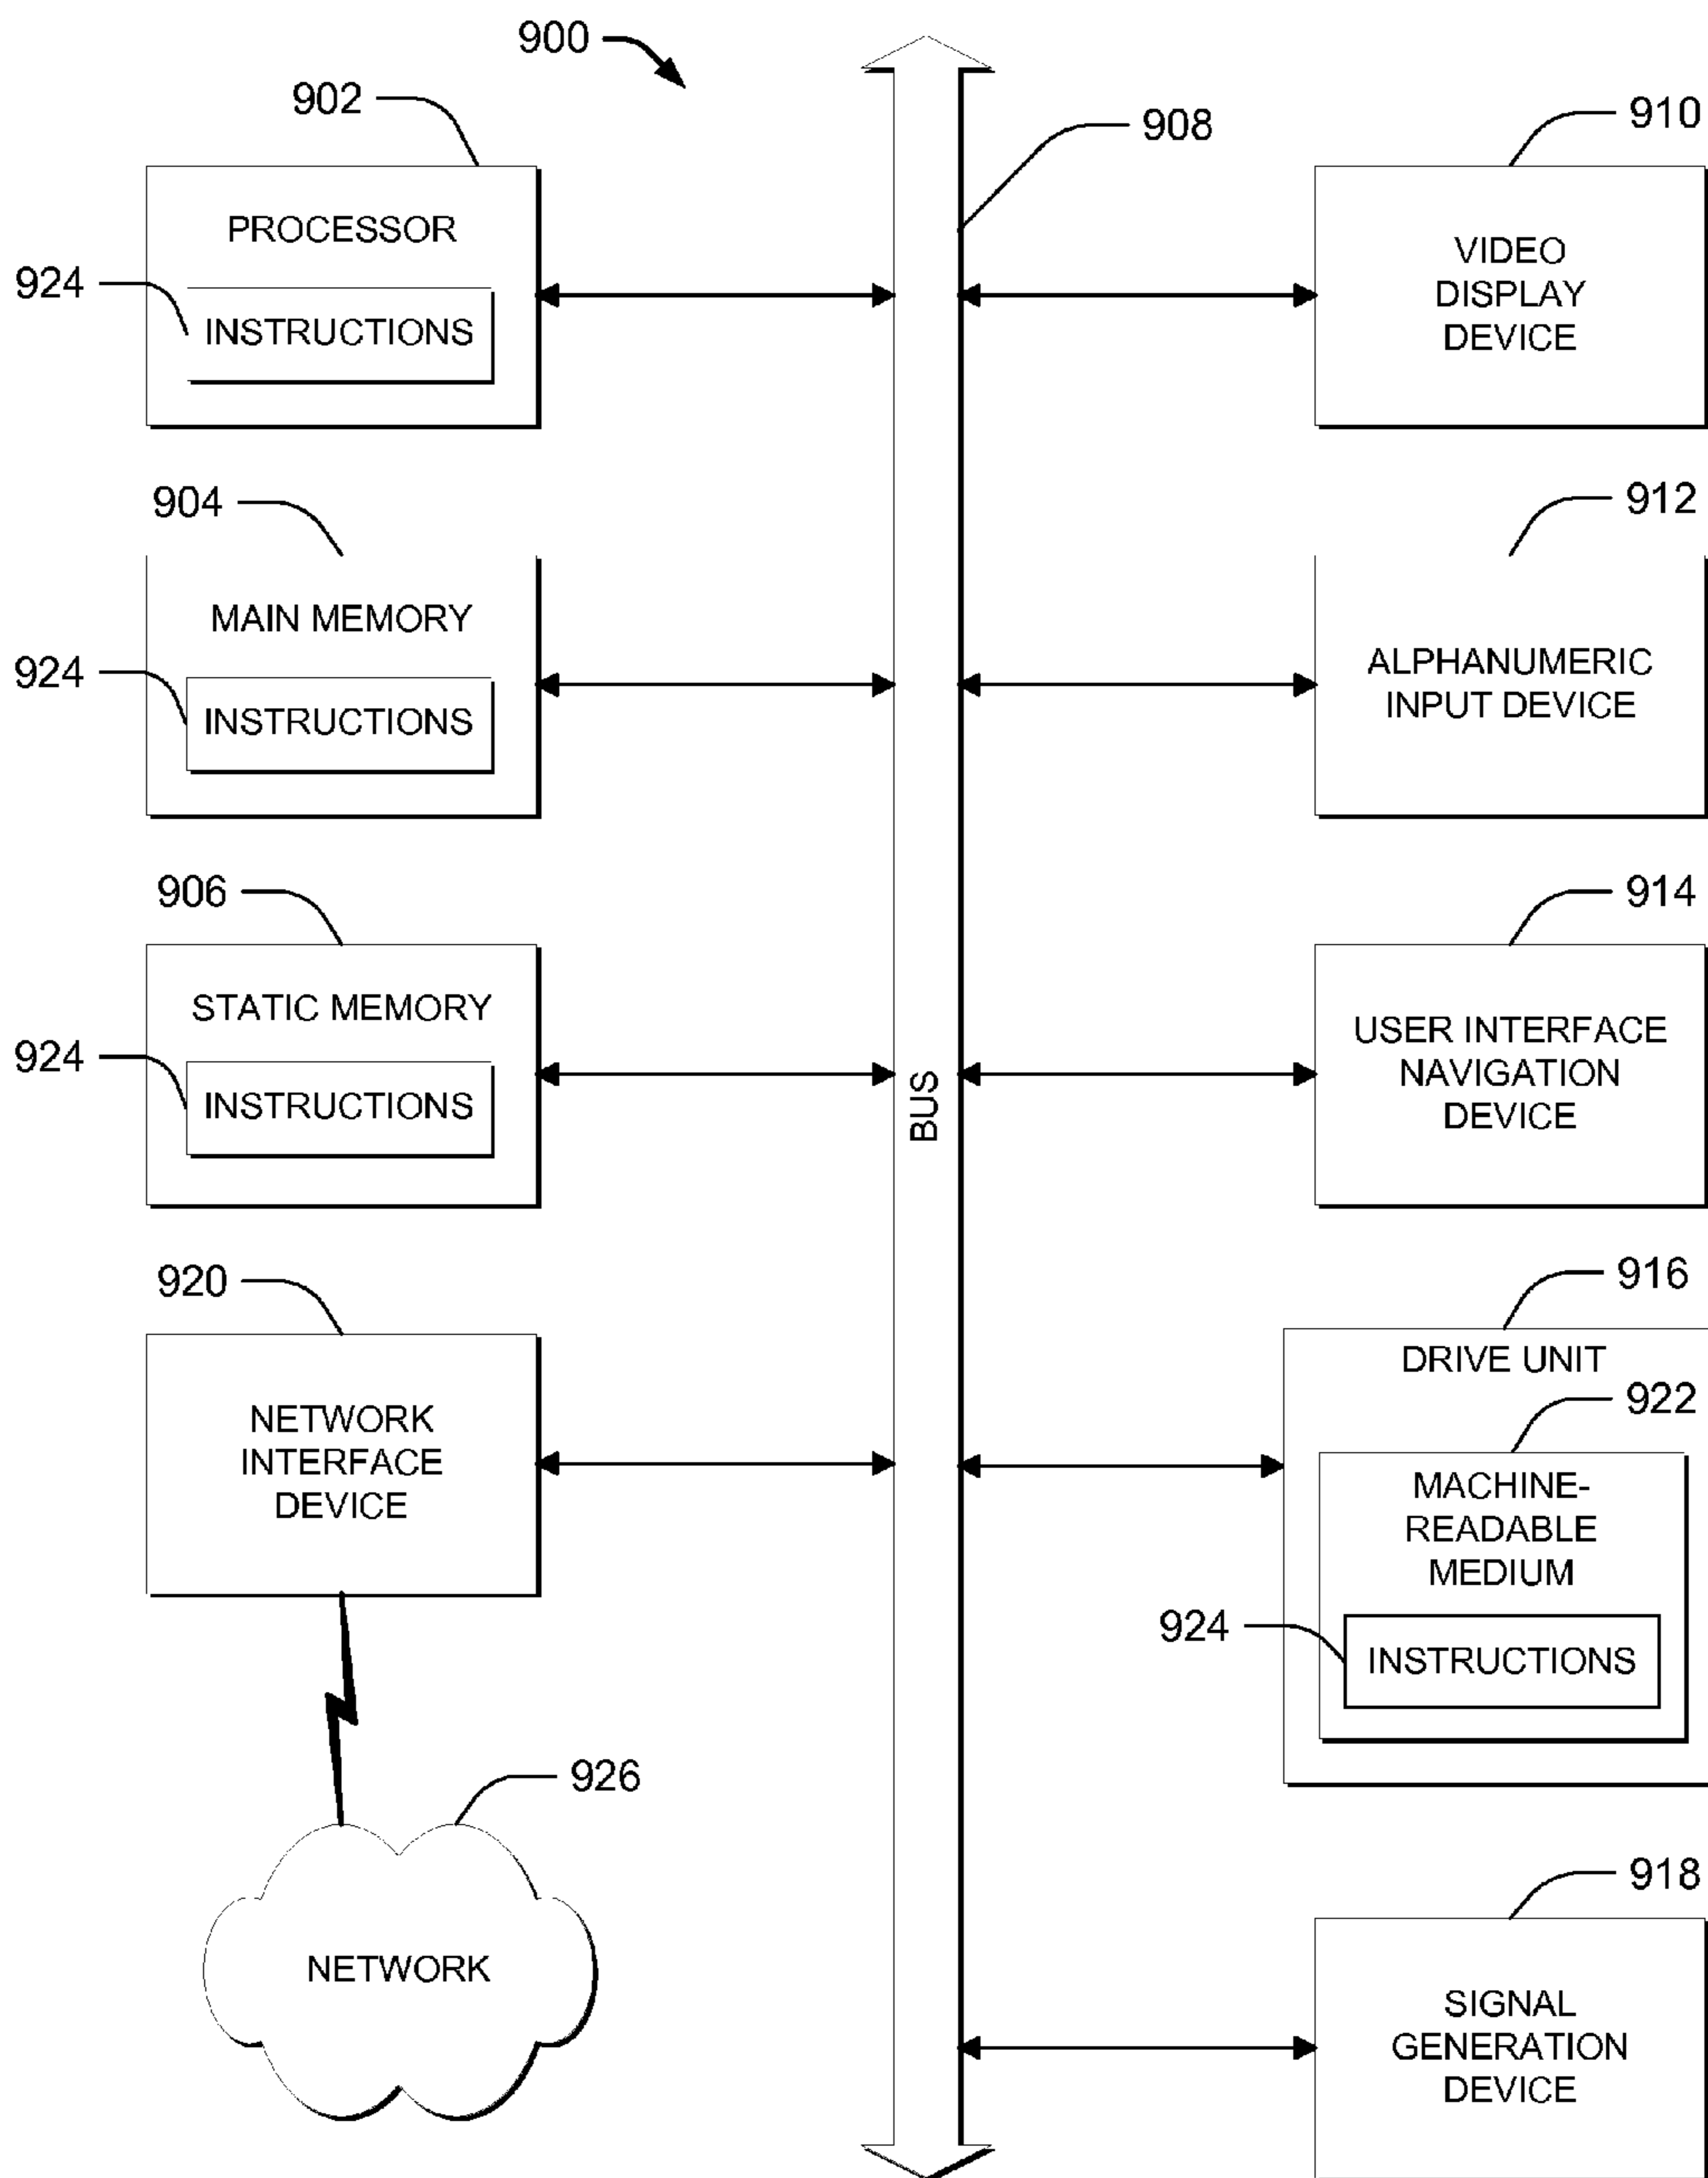 900
902
908
910
PROCESSOR
924
INSTRUCTIONS
VIDEO
DISPLAY
DEVICE
904
912
MAIN MEMORY
924
INSTRUCTIONS
ALPHANUMERIC
INPUT DEVICE
906
914
STATIC MEMORY
924
INSTRUCTIONS
BUS
USER INTERFACE
NAVIGATION
DEVICE
920
916
NETWORK
INTERFACE
DEVICE
DRIVE UNIT
922
MACHINE-
READABLE
MEDIUM
924
INSTRUCTIONS
926
NETWORK
918
SIGNAL
GENERATION
DEVICE